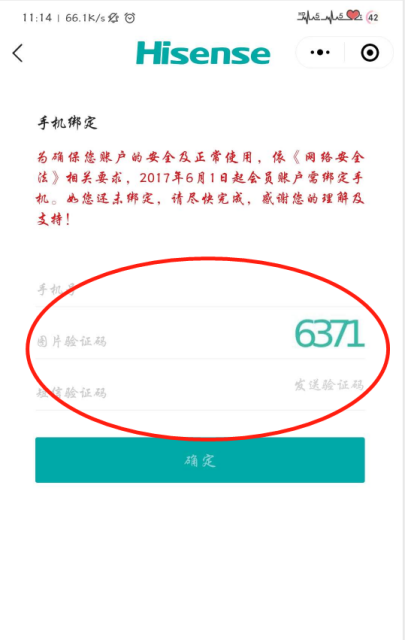 11:14 | 66.1K/s
42
Hisense
手机绑定
为确保您账户的安全及正常使用，依《网络安全
法》相关要求，2017年6月1日起会员账户需绑定手
机。如您还未绑定，请尽快完成，感谢您的理解及
支持！
手机号
图片验证码 6371
短信验证码 发送验证码
确定